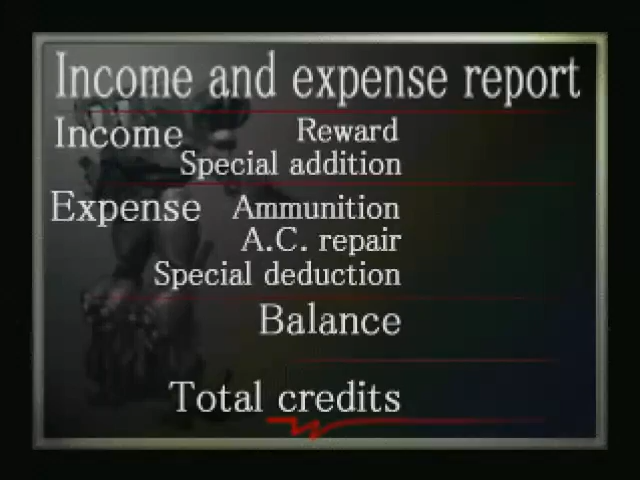 Income and expense report
Income Reward
Special addition
Expense Ammunition
A.C. repair
Special deduction
Balance
Total credits